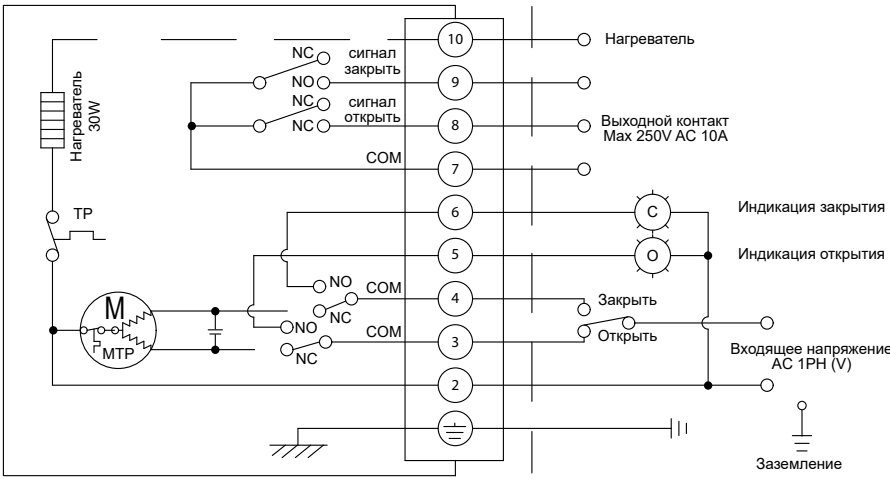 10
Нагреватель
NC
сигнал
закрыть
NO
9
NC
сигнал
открыть
NC
8
Выходной контакт
Max 250V AC 10A
COM
7
Нагреватель
30W
TP
6
C
Индикация закрытия
5
O
Индикация открытия
NO
COM
NC
4
Закрыть
Открыть
M
MTP
NO
COM
NC
3
Входящее напряжение
AC 1PH (V)
2
Заземление